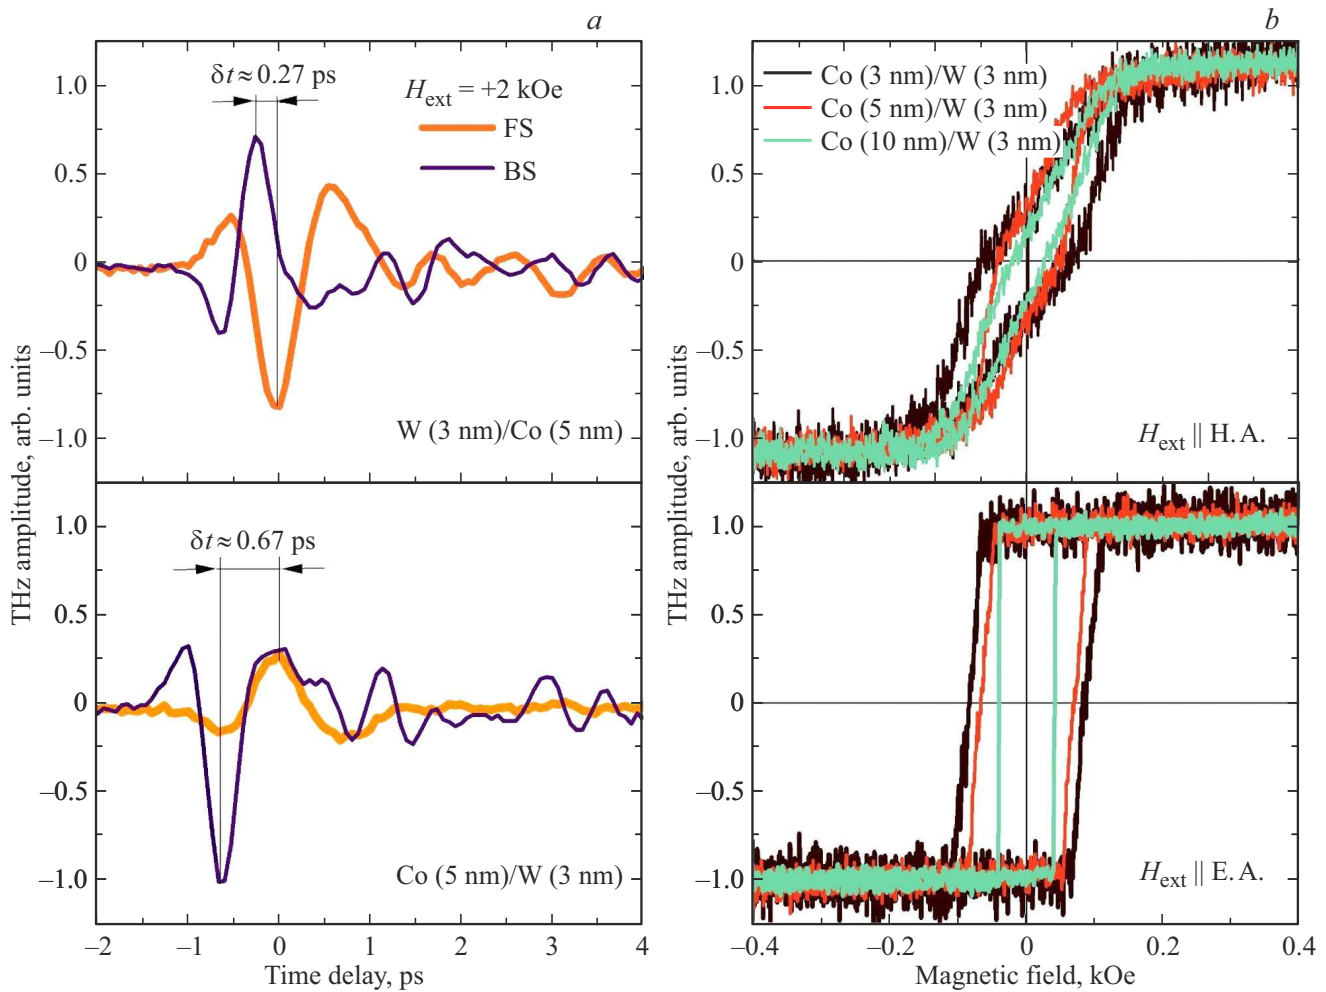 a
δt ≈ 0.27 ps
H_ext = +2 kOe
FS
BS
1.0
0.5
0
–0.5
–1.0
W (3 nm)/Co (5 nm)
THz amplitude, arb. units
δt ≈ 0.67 ps
1.0
0.5
0
–0.5
–1.0
Co (5 nm)/W (3 nm)
–2 –1 0 1 2 3 4
Time delay, ps
b
Co (3 nm)/W (3 nm)
Co (5 nm)/W (3 nm)
Co (10 nm)/W (3 nm)
1.0
0.5
0
–0.5
–1.0
H_ext || H. A.
THz amplitude, arb. units
1.0
0.5
0
–0.5
–1.0
H_ext || E. A.
–0.4 –0.2 0 0.2 0.4
Magnetic field, kOe